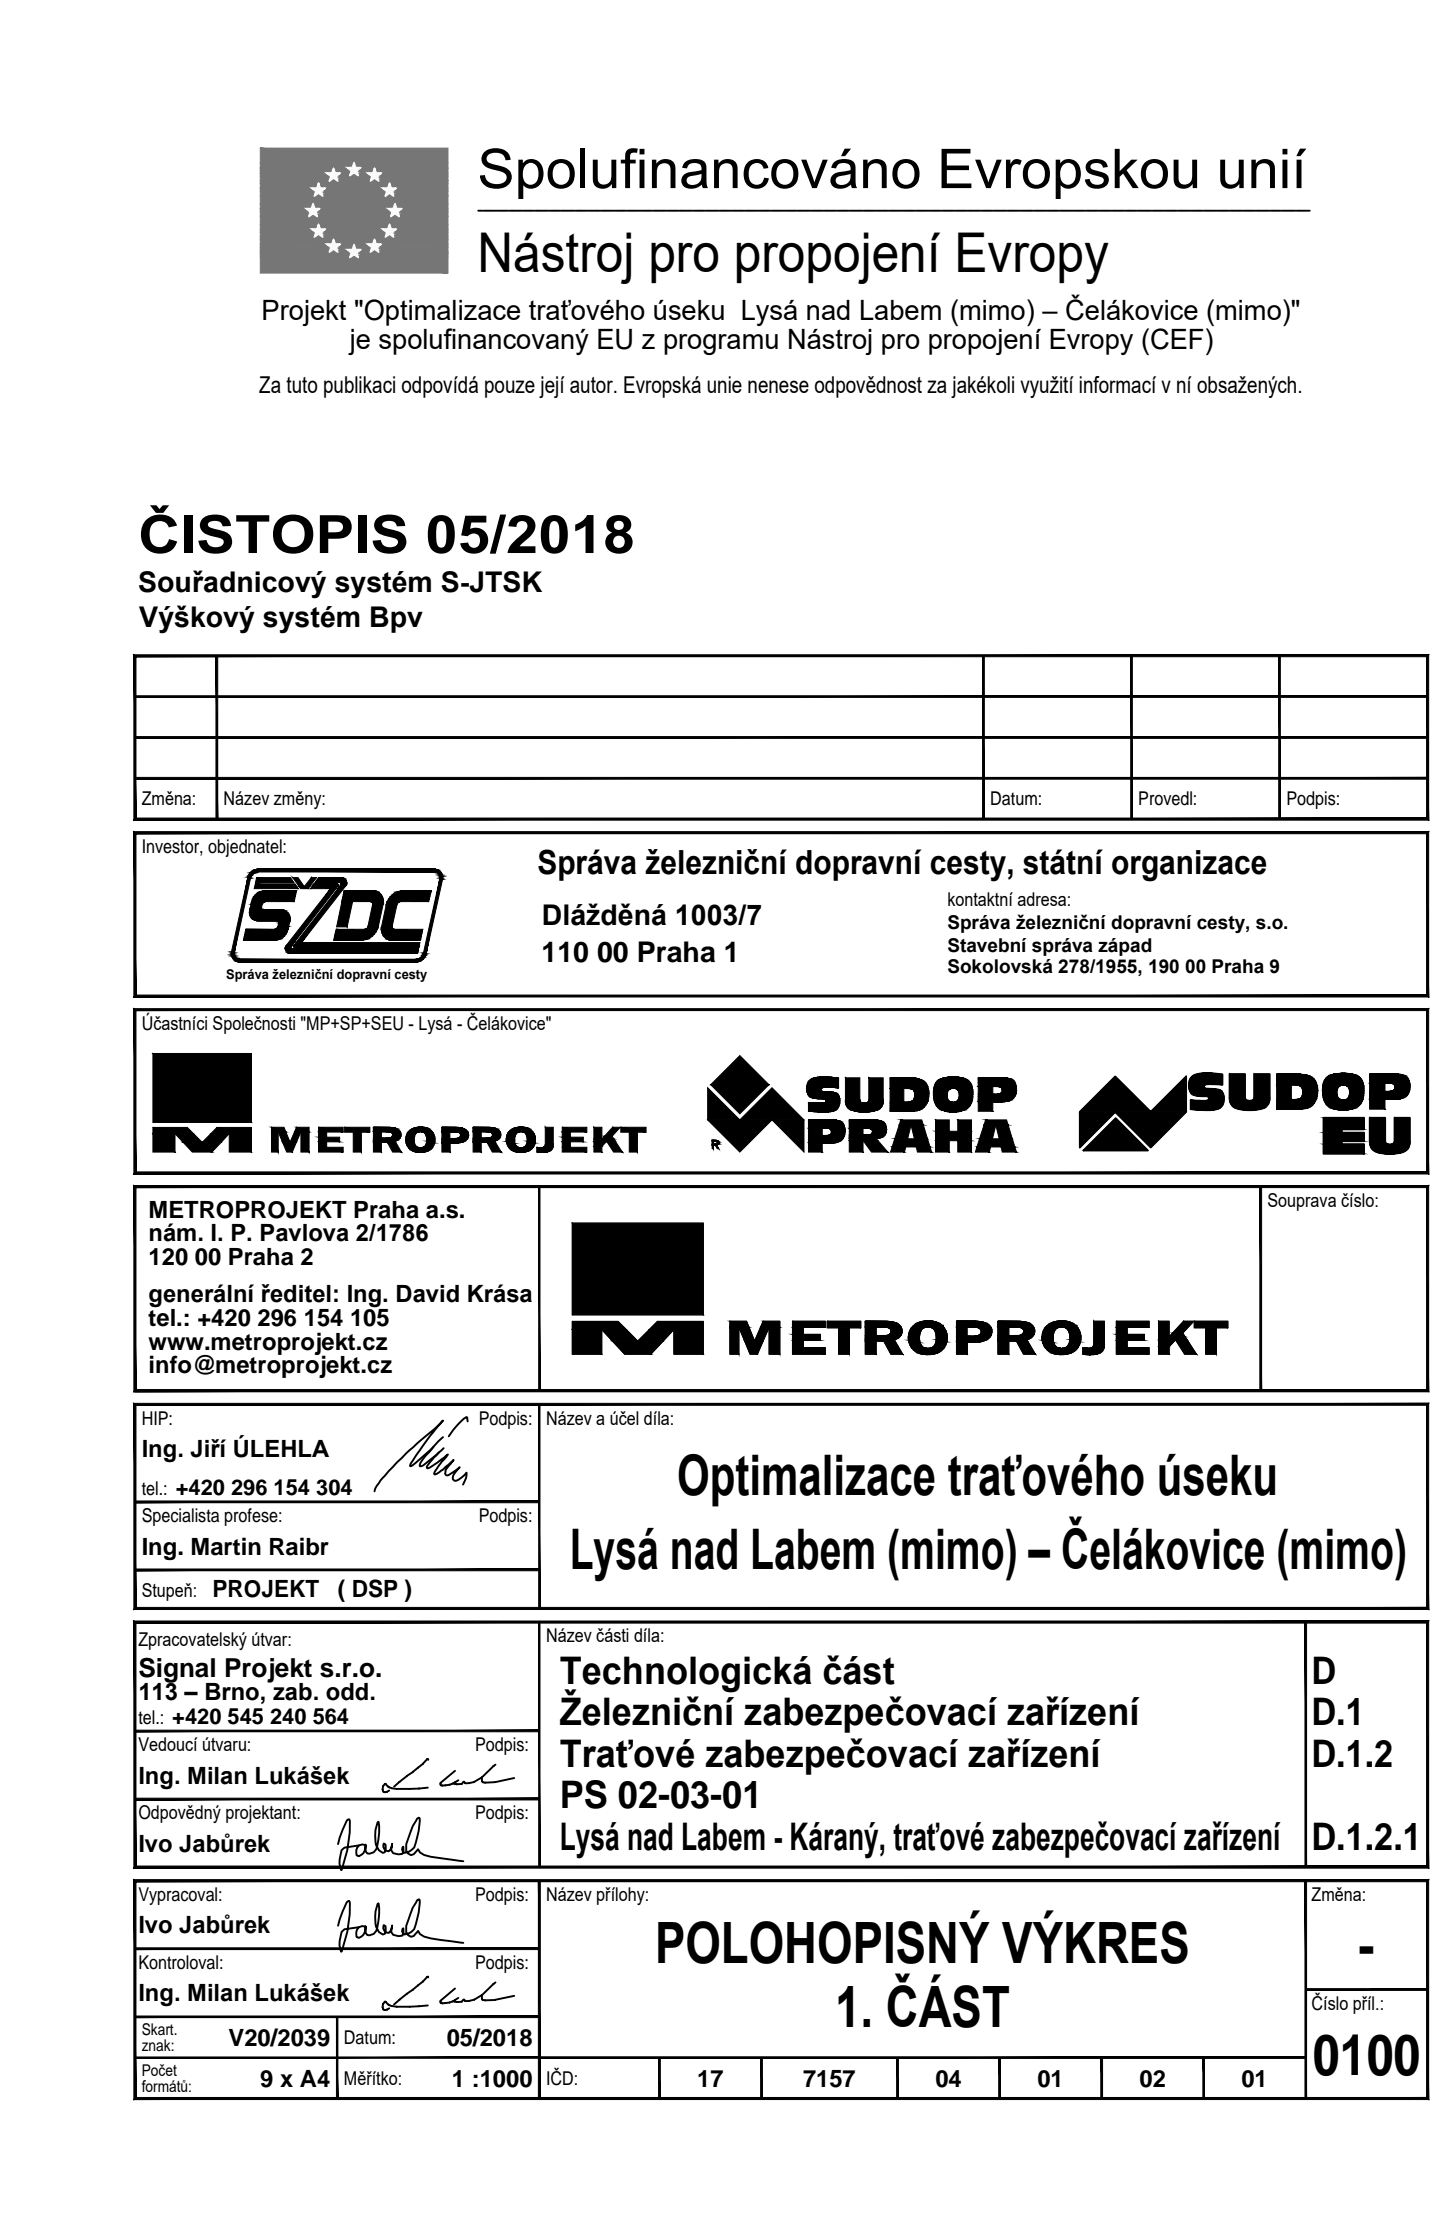 Spolufinancováno Evropskou unií
Nástroj pro propojení Evropy
Projekt "Optimalizace traťového úseku  Lysá nad Labem (mimo) – Čelákovice (mimo)"
je spolufinancovaný EU z programu Nástroj pro propojení Evropy (CEF)
Za tuto publikaci odpovídá pouze její autor. Evropská unie nenese odpovědnost za jakékoli využití informací v ní obsažených.
ČISTOPIS 05/2018
Souřadnicový systém S-JTSK
Výškový systém Bpv
Změna: Název změny: Datum: Provedl: Podpis:
Investor, objednatel:
SŽDC
Správa železniční dopravní cesty
Správa železniční dopravní cesty, státní organizace
Dlážděná 1003/7
110 00 Praha 1
kontaktní adresa:
Správa železniční dopravní cesty, s.o.
Stavební správa západ
Sokolovská 278/1955, 190 00 Praha 9
Účastníci Společnosti "MP+SP+SEU - Lysá - Čelákovice"
METROPROJEKT
SUDOP
PRAHA
R
SUDOP
EU
METROPROJEKT Praha a.s.
nám. I. P. Pavlova 2/1786
120 00 Praha 2
generální ředitel: Ing. David Krása
tel.: +420 296 154 105
www.metroprojekt.cz
info@metroprojekt.cz
METROPROJEKT
Souprava číslo:
HIP: Podpis:
Ing. Jiří ÚLEHLA
tel.: +420 296 154 304
Specialista profese: Podpis:
Ing. Martin Raibr
Stupeň: PROJEKT ( DSP )
Název a účel díla:
Optimalizace traťového úseku
Lysá nad Labem (mimo) – Čelákovice (mimo)
Zpracovatelský útvar:
Signal Projekt s.r.o.
113 – Brno, zab. odd.
tel.: +420 545 240 564
Vedoucí útvaru: Podpis:
Ing. Milan Lukášek
Odpovědný projektant: Podpis:
Ivo Jabůrek
Název části díla:
Technologická část D
Železniční zabezpečovací zařízení D.1
Traťové zabezpečovací zařízení D.1.2
PS 02-03-01
Lysá nad Labem - Káraný, traťové zabezpečovací zařízení D.1.2.1
Vypracoval: Podpis:
Ivo Jabůrek
Kontroloval: Podpis:
Ing. Milan Lukášek
Skart.
znak: V20/2039 Datum: 05/2018
Počet
formátů: 9 x A4 Měřítko: 1 :1000
Název přílohy:
POLOHOPISNÝ VÝKRES
1. ČÁST
IČD: 17 7157 04 01 02 01
Změna:
-
Číslo příl.:
0100